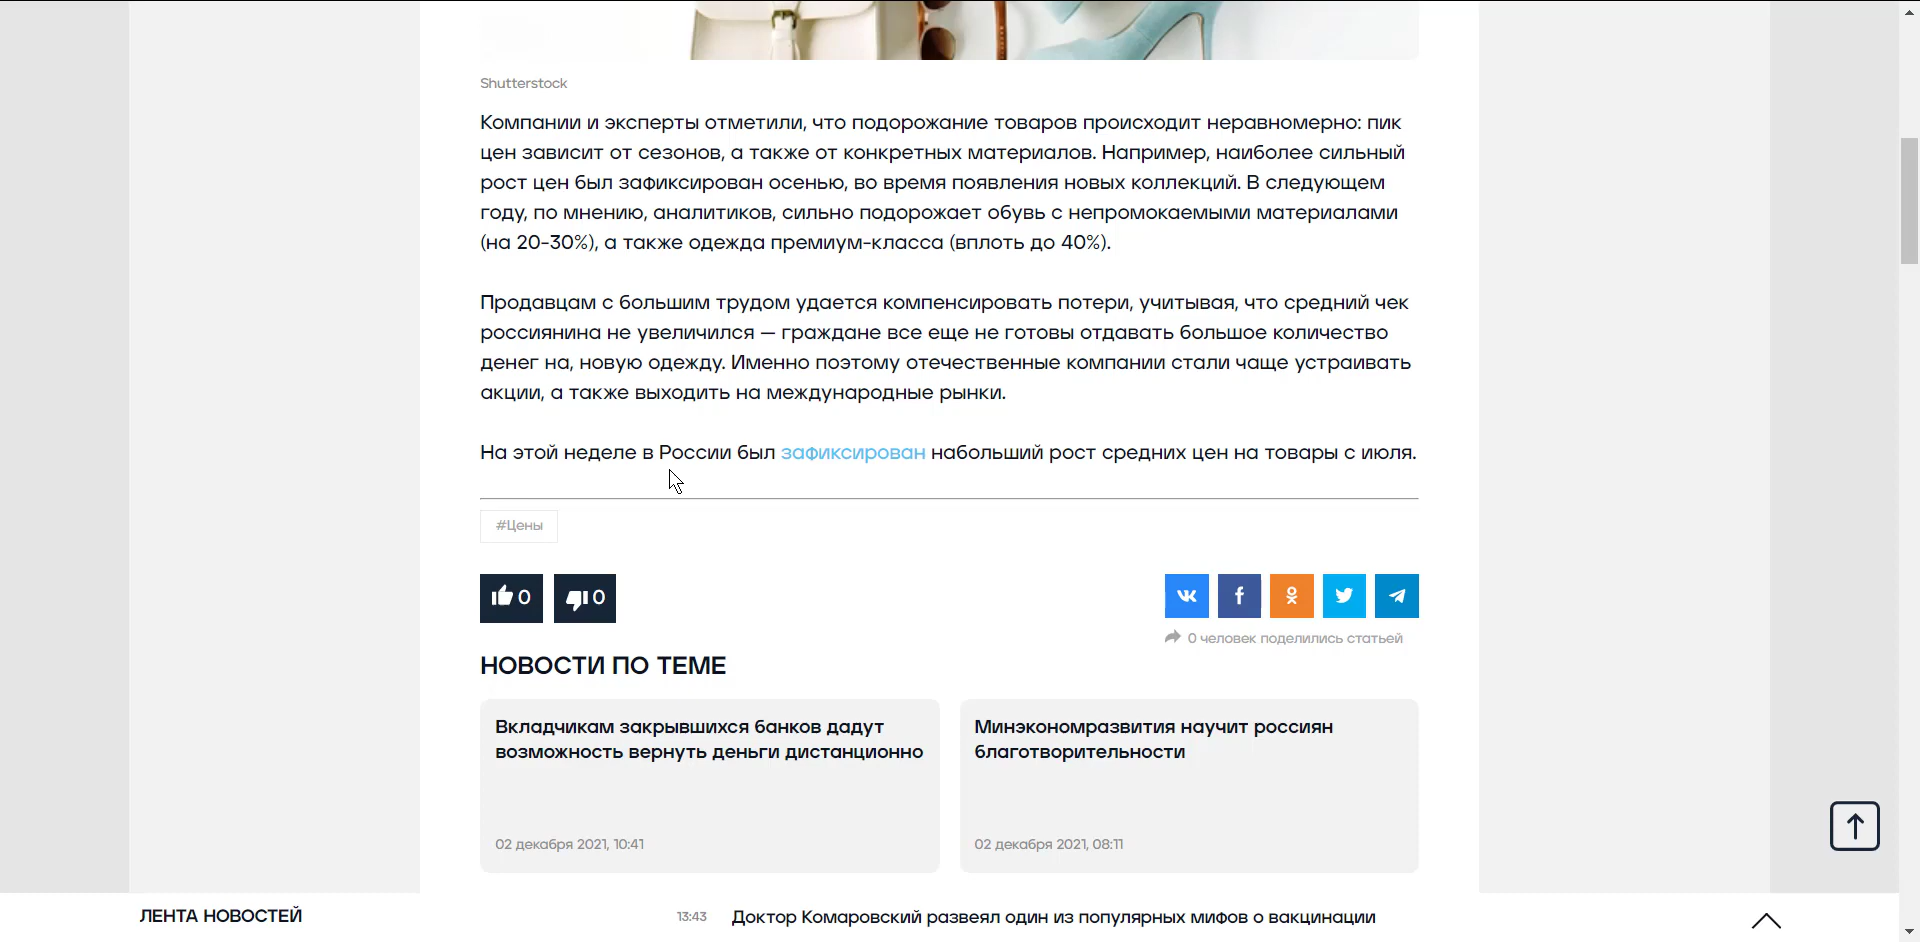 Shutterstock
Компании и эксперты отметили, что подорожание товаров происходит неравномерно: пик
цен зависит от сезонов, а также от конкретных материалов. Например, наиболее сильный
рост цен был зафиксирован осенью, во время появления новых коллекций. В следующем
году, по мнению, аналитиков, сильно подорожает обувь с непромокаемыми материалами
(на 20-30%), а также одежда премиум-класса (вплоть до 40%).
Продавцам с большим трудом удается компенсировать потери, учитывая, что средний чек
россиянина не увеличился — граждане все еще не готовы отдавать большое количество
денег на, новую одежду. Именно поэтому отечественные компании стали чаще устраивать
акции, а также выходить на международные рынки.
На этой неделе в России был зафиксирован набольший рост средних цен на товары с июля.
#Цены
0 0
0 человек поделились статьей
НОВОСТИ ПО ТЕМЕ
Вкладчикам закрывшихся банков дадут
возможность вернуть деньги дистанционно
02 декабря 2021, 10:41
Минэкономразвития научит россиян
благотворительности
02 декабря 2021, 08:11
ЛЕНТА НОВОСТЕЙ
13:43 Доктор Комаровский развеял один из популярных мифов о вакцинации